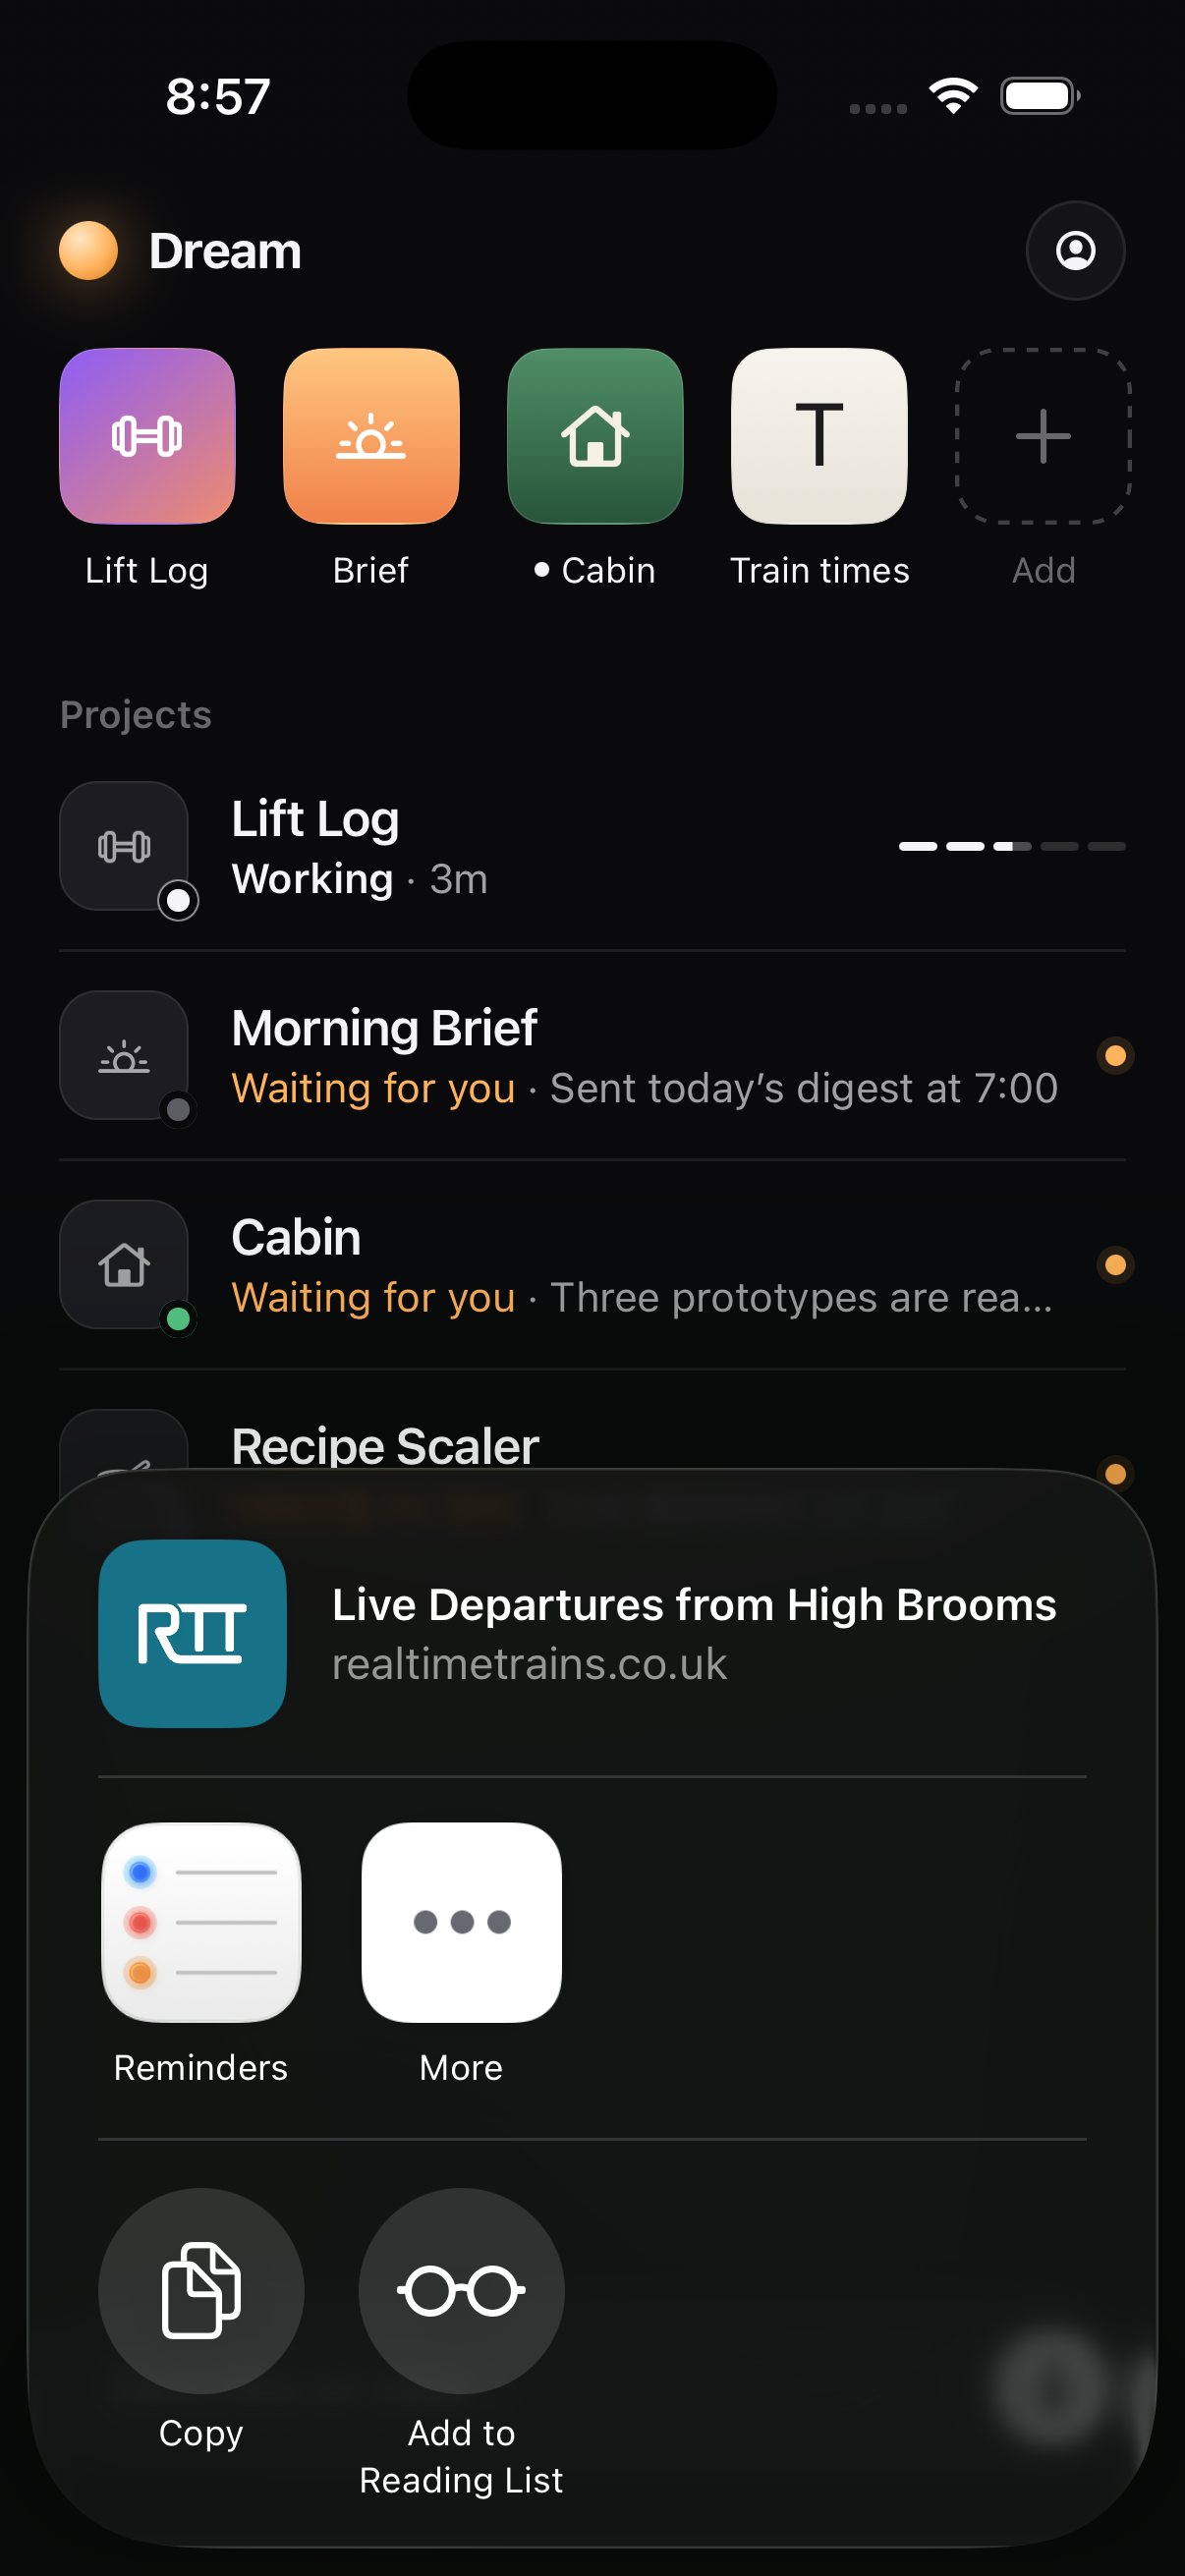 8:57
Dream
T
Lift Log
Brief
Cabin
Train times
Add
Projects
Lift Log
Working · 3m
Morning Brief
Waiting for you · Sent today’s digest at 7:00
Cabin
Waiting for you · Three prototypes are rea...
Recipe Scaler
RTT
Live Departures from High Brooms
realtimetrains.co.uk
Reminders
More
Copy
Add to
Reading List